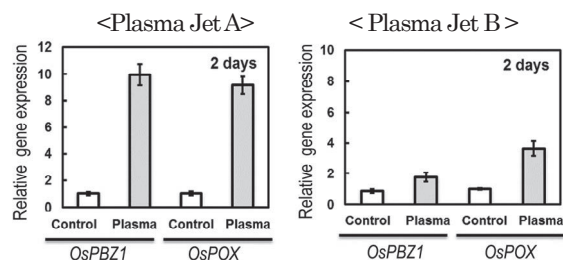 <Plasma Jet A>
12
10
8
6
4
2
0
Relative gene expression
2 days
Control Plasma Control Plasma
OsPBZ1 OsPOX
< Plasma Jet B >
10
8
6
4
2
0
Relative gene expression
2 days
Control Plasma Control Plasma
OsPBZ1 OsPOX